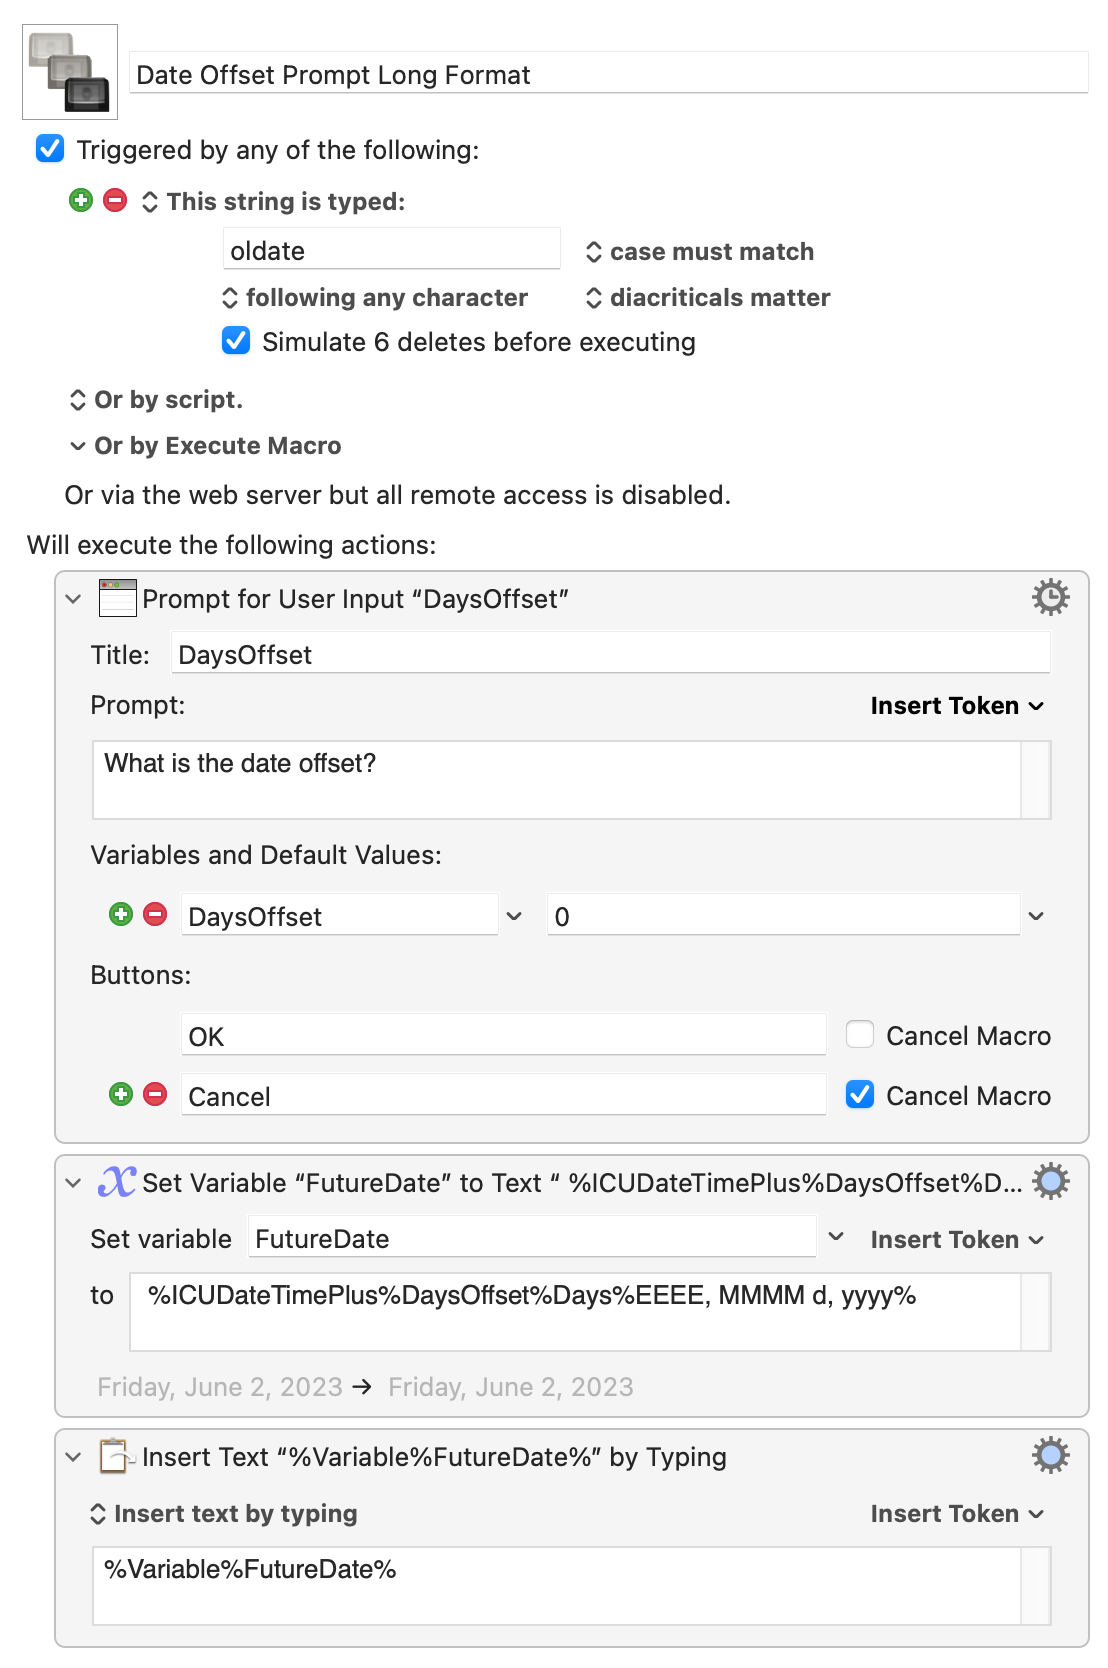 Date Offset Prompt Long Format
Triggered by any of the following:
This string is typed:
oldate case must match
following any character diacriticals matter
Simulate 6 deletes before executing
Or by script.
Or by Execute Macro
Or via the web server but all remote access is disabled.
Will execute the following actions:
Prompt for User Input “DaysOffset”
Title: DaysOffset
Prompt: Insert Token
What is the date offset?
Variables and Default Values:
DaysOffset 0
Buttons:
OK Cancel Macro
Cancel Cancel Macro
Set Variable “FutureDate” to Text “ %ICUDateTimePlus%DaysOffset%D...
Set variable FutureDate Insert Token
to %ICUDateTimePlus%DaysOffset%Days%EEEE, MMMM d, yyyy%
Friday, June 2, 2023 → Friday, June 2, 2023
Insert Text “%Variable%FutureDate%” by Typing
Insert text by typing Insert Token
%Variable%FutureDate%